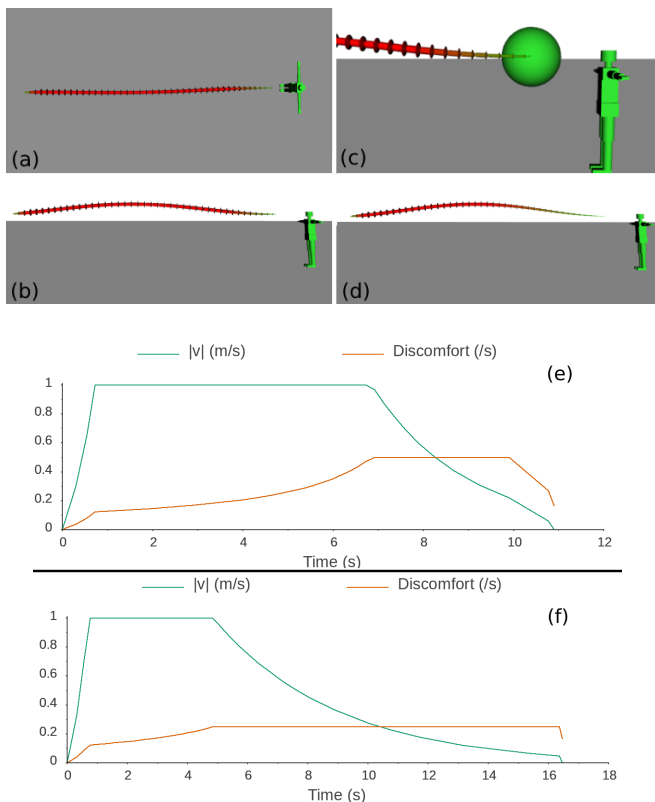 (a)
(c)
(b)
(d)
|v| (m/s) Discomfort (/s)
(e)
1
0.8
0.6
0.4
0.2
0
0 2 4 6 8 10 12
Time (s)
|v| (m/s) Discomfort (/s)
(f)
1
0.8
0.6
0.4
0.2
0
0 2 4 6 8 10 12 14 16 18
Time (s)